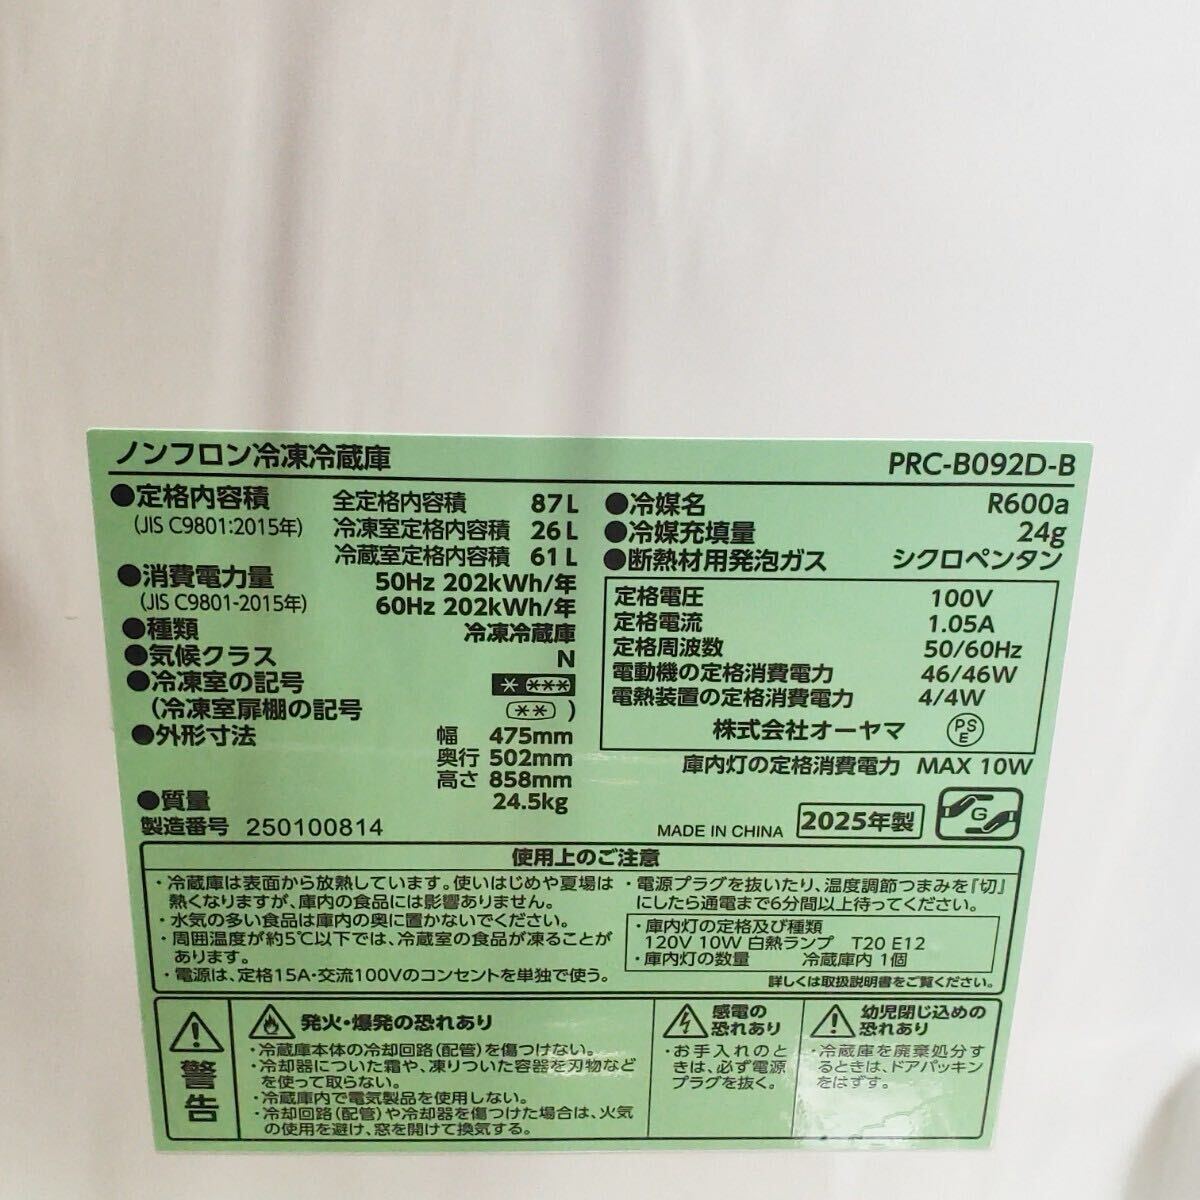 ノンフロン冷凍冷蔵庫
PRC-B092D-B
●定格内容積
(JIS C9801:2015年)
全定格内容積 87L
冷凍室定格内容積 26L
冷蔵室定格内容積 61L
●消費電力量
(JIS C9801-2015年)
50Hz 202kWh/年
60Hz 202kWh/年
●種類 冷凍冷蔵庫
●気候クラス N
●冷凍室の記号 * ***
(冷凍室扉棚の記号 (**) )
●外形寸法 幅 475mm
奥行 502mm
高さ 858mm
●質量 24.5kg
製造番号 250100814
●冷媒名 R600a
●冷媒充填量 24g
●断熱材用発泡ガス シクロペンタン
定格電圧 100V
定格電流 1.05A
定格周波数 50/60Hz
電動機の定格消費電力 46/46W
電熱装置の定格消費電力 4/4W
株式会社オーヤマ PSE
庫内灯の定格消費電力 MAX 10W
MADE IN CHINA 2025年製 G
使用上のご注意
・冷蔵庫は表面から放熱しています。使いはじめや夏場は
熱くなりますが、庫内の食品には影響ありません。
・水気の多い食品は庫内の奥に置かないでください。
・周囲温度が約5℃以下では、冷蔵室の食品が凍ることが
あります。
・電源は、定格15A・交流100Vのコンセントを単独で使う。
・電源プラグを抜いたり、温度調節つまみを『切』
にしたら通電まで6分間以上待ってください。
・庫内灯の定格及び種類
120V 10W 白熱ランプ T20 E12
・庫内灯の数量 冷蔵庫内 1個
詳しくは取扱説明書をご覧ください。
警告
発火・爆発の恐れあり
・冷蔵庫本体の冷却回路(配管)を傷つけない。
・冷却器についた霜や、凍りついた容器を刃物など
を使って取らない。
・冷蔵庫内で電気製品を使用しない。
・冷却回路(配管)や冷却器を傷つけた場合は、火気
の使用を避け、窓を開けて換気する。
感電の
恐れあり
・お手入れのと
きは、必ず電源
プラグを抜く。
幼児閉じ込めの
恐れあり
・冷蔵庫を廃棄処分す
るときは、ドアパッキン
をはずす。